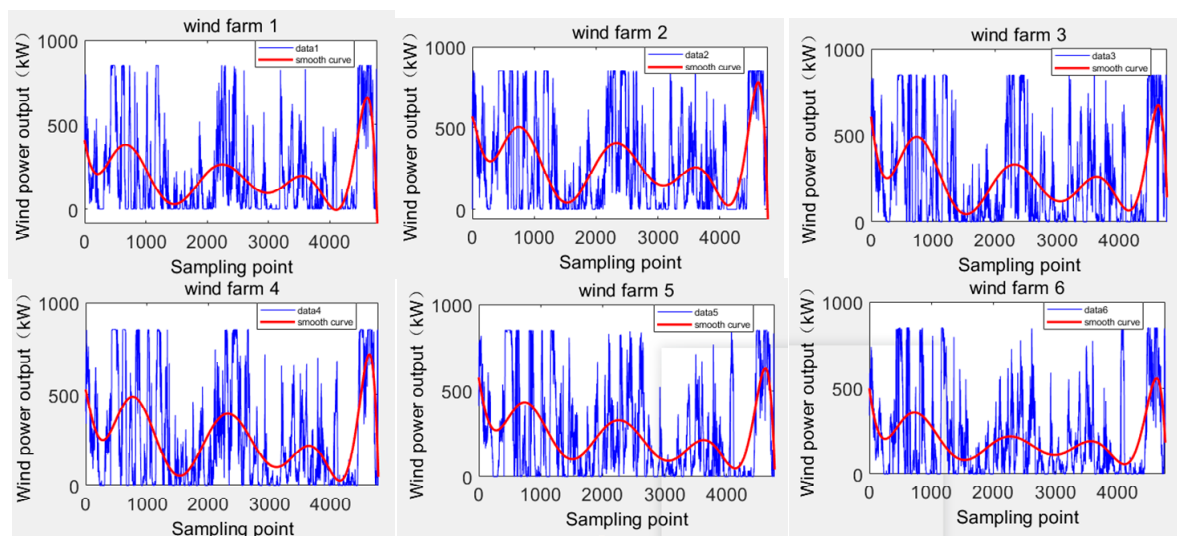 wind farm 1
1000
500
0
Wind power output（kW）
data1
smooth curve
0 1000 2000 3000 4000
Sampling point
wind farm 2
1000
500
0
Wind power output（kW）
data2
smooth curve
0 1000 2000 3000 4000
Sampling point
wind farm 3
1000
500
0
Wind power output（kW）
data3
smooth curve
0 1000 2000 3000 4000
Sampling point
wind farm 4
1000
500
0
Wind power output（kW）
data4
smooth curve
0 1000 2000 3000 4000
Sampling point
wind farm 5
1000
500
0
Wind power output（kW）
data5
smooth curve
0 1000 2000 3000 4000
Sampling point
wind farm 6
1000
500
0
Wind power output（kW）
data6
smooth curve
0 1000 2000 3000 4000
Sampling point